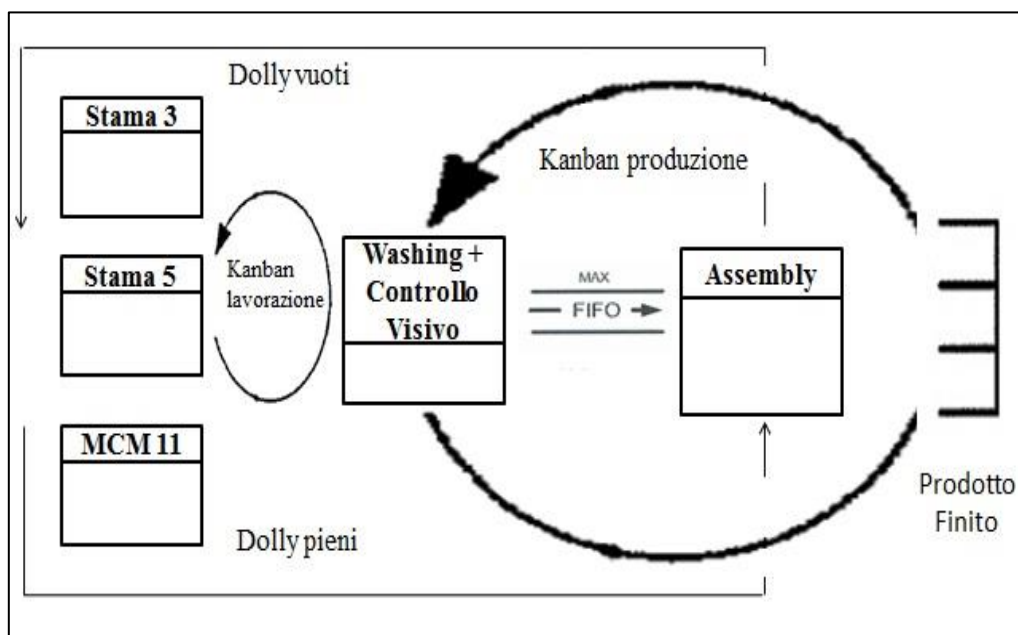 Dolly vuoti
Stama 3
Kanban produzione
Stama 5
Kanban
lavorazione
Washing +
Controllo
Visivo
MAX
FIFO
Assembly
MCM 11
Dolly pieni
Prodotto
Finito